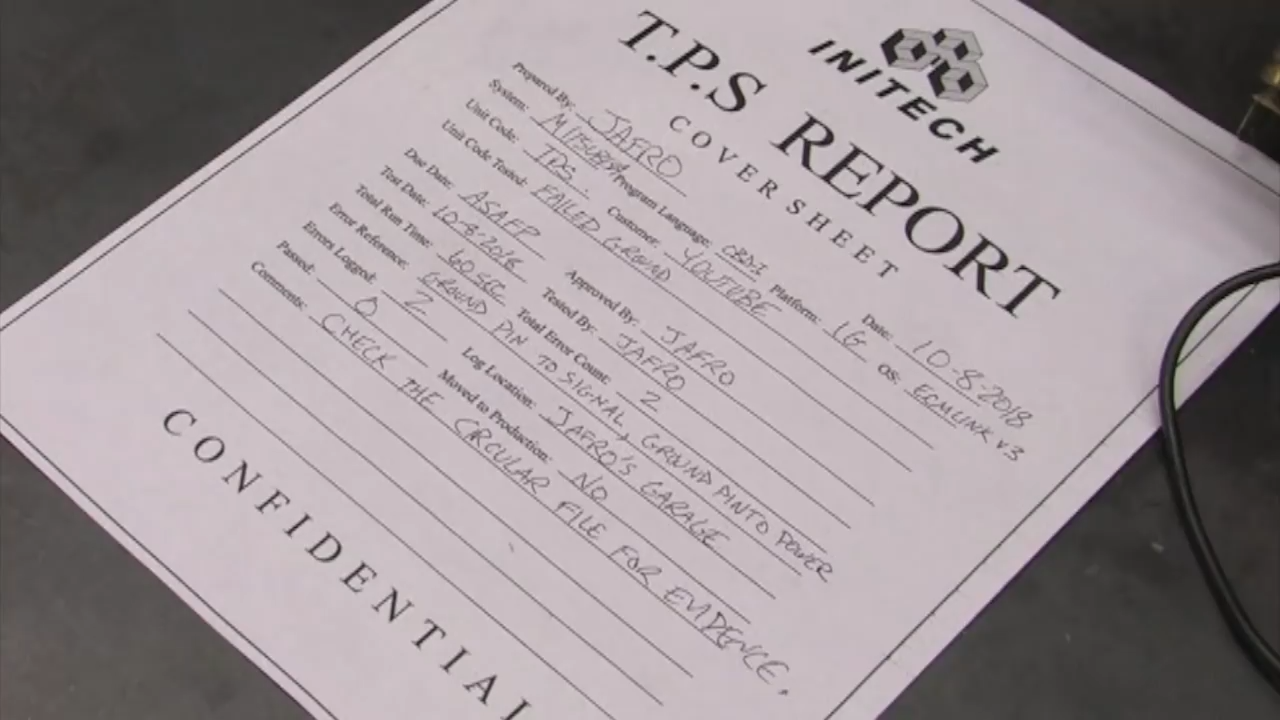 INITECH
T.P.S REPORT
COVER SHEET
Prepared By: JAFRO Date: 10-8-2018
System: MITSUBISHI Program Language: OBD1 Platform: 1G OS: ECMLINK V3
Unit Code: TPS. Customer: YOUTUBE
Unit Code Tested: FAILED GROUND
Due Date: ASAFP Approved By: JAFRO
Test Date: 10-8-2018 Tested By: JAFRO
Total Run Time: 60 SEC Total Error Count: 2
Error Reference: GROUND PIN TO SIGNAL, GROUND PIN TO POWER
Errors Logged: 2 Log Location: JAFRO'S GARAGE
Passed: 0 Moved to Production: NO
Comments: CHECK THE CIRCULAR FILE FOR EVIDENCE.
CONFIDENTIAL